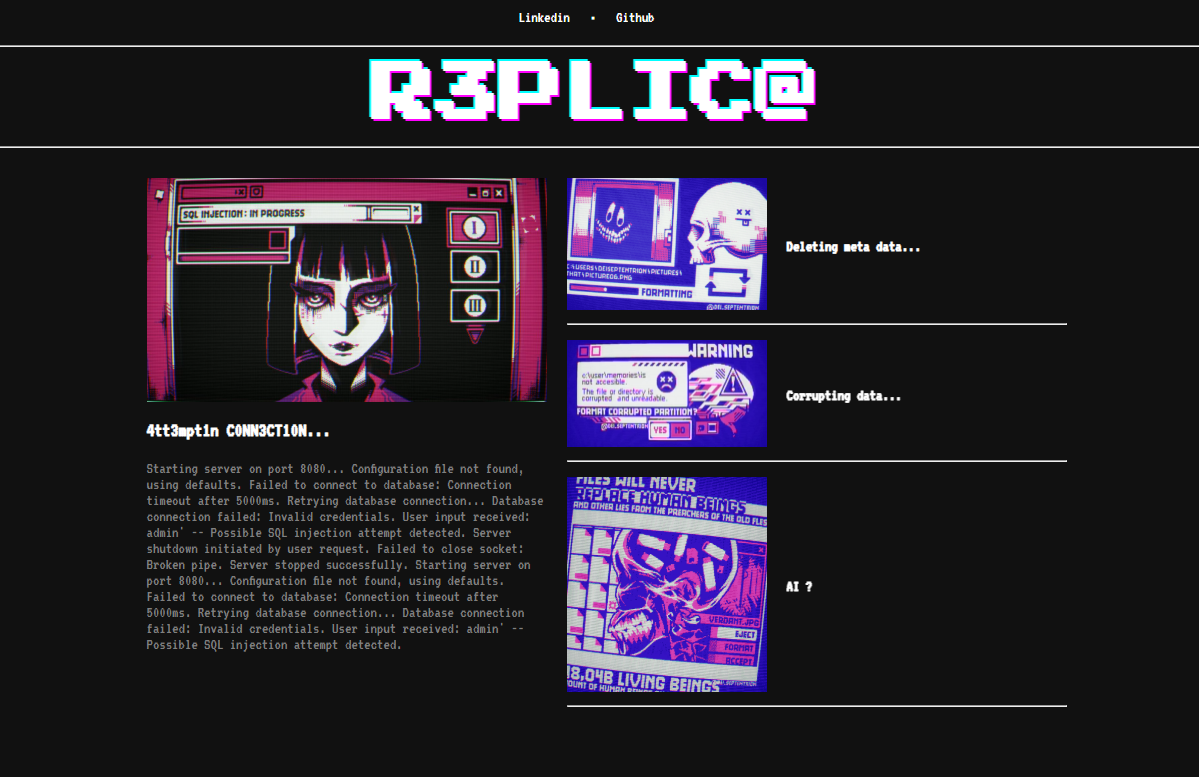 Linkedin • Github
R3PLIC@
SQL INJECTION: IN PROGRESS
I
II
III
4tt3mpt1n C0NN3CT10N...
Starting server on port 8080... Configuration file not found,
using defaults. Failed to connect to database: Connection
timeout after 5000ms. Retrying database connection... Database
connection failed: Invalid credentials. User input received:
admin' -- Possible SQL injection attempt detected. Server
shutdown initiated by user request. Failed to close socket:
Broken pipe. Server stopped successfully. Starting server on
port 8080... Configuration file not found, using defaults.
Failed to connect to database: Connection timeout after
5000ms. Retrying database connection... Database connection
failed: Invalid credentials. User input received: admin' --
Possible SQL injection attempt detected.
C:\USERS\DEISEPTENTRION\PICTURES\
THAT\PICTURE06.PNG
FORMATTING
@DEI.SEPTENTRION
Deleting meta data...
WARNING
c:\user\memories\is
not accesible.
The file or directory is
corrupted and unreadable.
FORMAT CORRUPTED PARTITION?
@DEI.SEPTENTRION
YES NO
Corrupting data...
FILES WILL NEVER
REPLACE HUMAN BEINGS
AND OTHER LIES FROM THE PREACHERS OF THE OLD FLES
VERDANT.JPG
EJECT
FORMAT
ACCEPT
18,04B LIVING BEINGS
OUNT OF HUMAN
AI ?